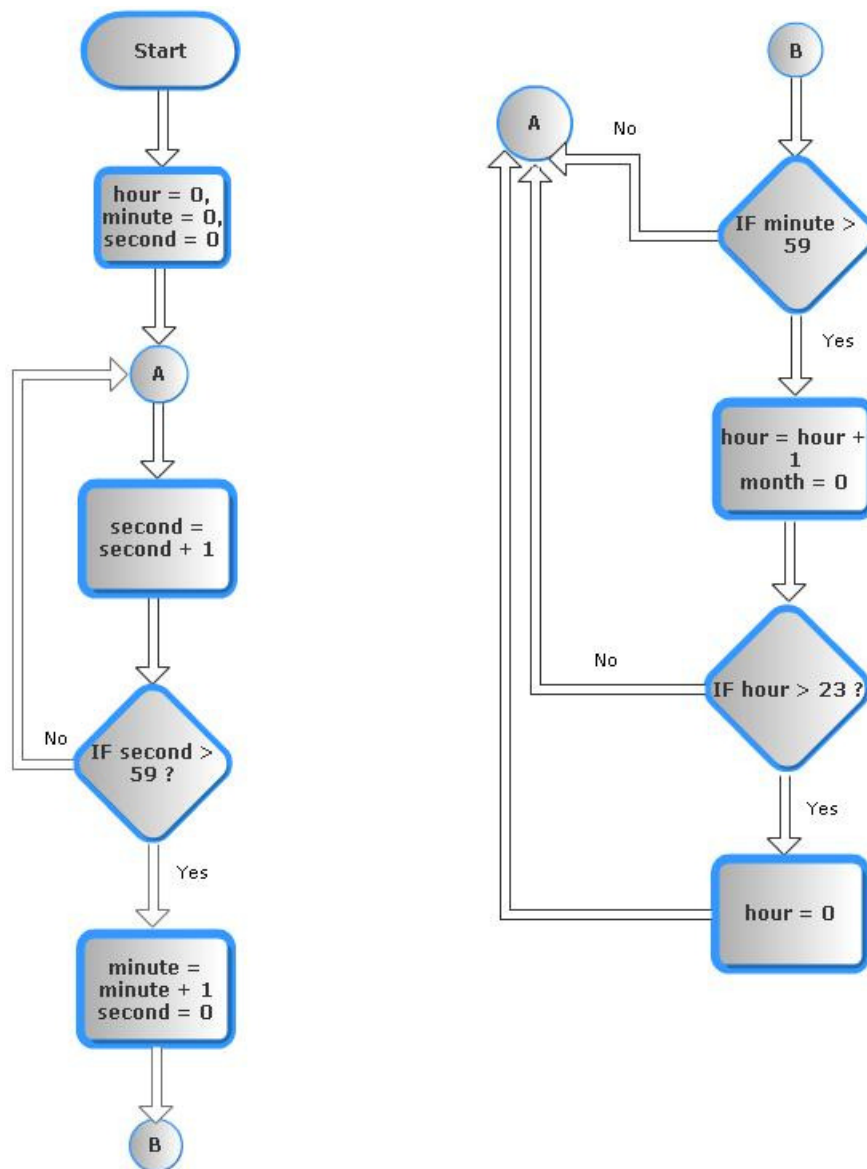 Start
hour = 0,
minute = 0,
second = 0
A
second =
second + 1
IF second >
59 ?
No
Yes
minute =
minute + 1
second = 0
B
B
A
No
IF minute >
59
Yes
hour = hour +
1
month = 0
IF hour > 23 ?
No
Yes
hour = 0